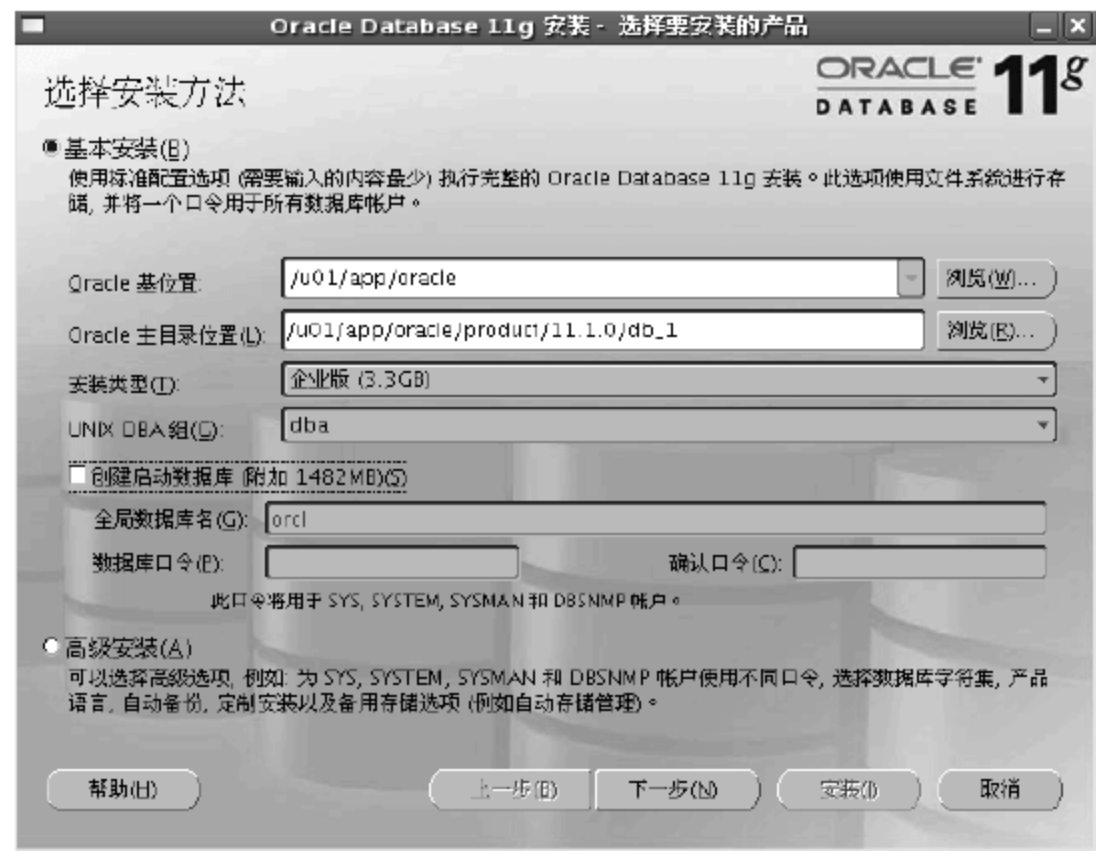 Oracle Database 11g 安装 - 选择要安装的产品
选择安装方法
ORACLE 11g
DATABASE
基本安装(B)
使用标准配置选项 (需要输入的内容最少) 执行完整的 Oracle Database 11g 安装。此选项使用文件系统进行存
储, 并将一个口令用于所有数据库帐户。
Oracle 基位置: /u01/app/oracle 浏览(W)...
Oracle 主目录位置(L): /u01/app/oracle/product/11.1.0/db_1 浏览(R)...
安装类型(T): 企业版 (3.3GB)
UNIX DBA 组(G): dba
创建启动数据库 (附加 1482MB)(S)
全局数据库名(G): orcl
数据库口令(P): 确认口令(C):
此口令将用于 SYS, SYSTEM, SYSMAN 和 DBSNMP 帐户。
高级安装(A)
可以选择高级选项, 例如: 为 SYS, SYSTEM, SYSMAN 和 DBSNMP 帐户使用不同口令, 选择数据库字符集, 产品
语言, 自动备份, 定制安装以及备用存储选项 (例如自动存储管理)。
帮助(H) 上一步(B) 下一步(N) 安装(I) 取消